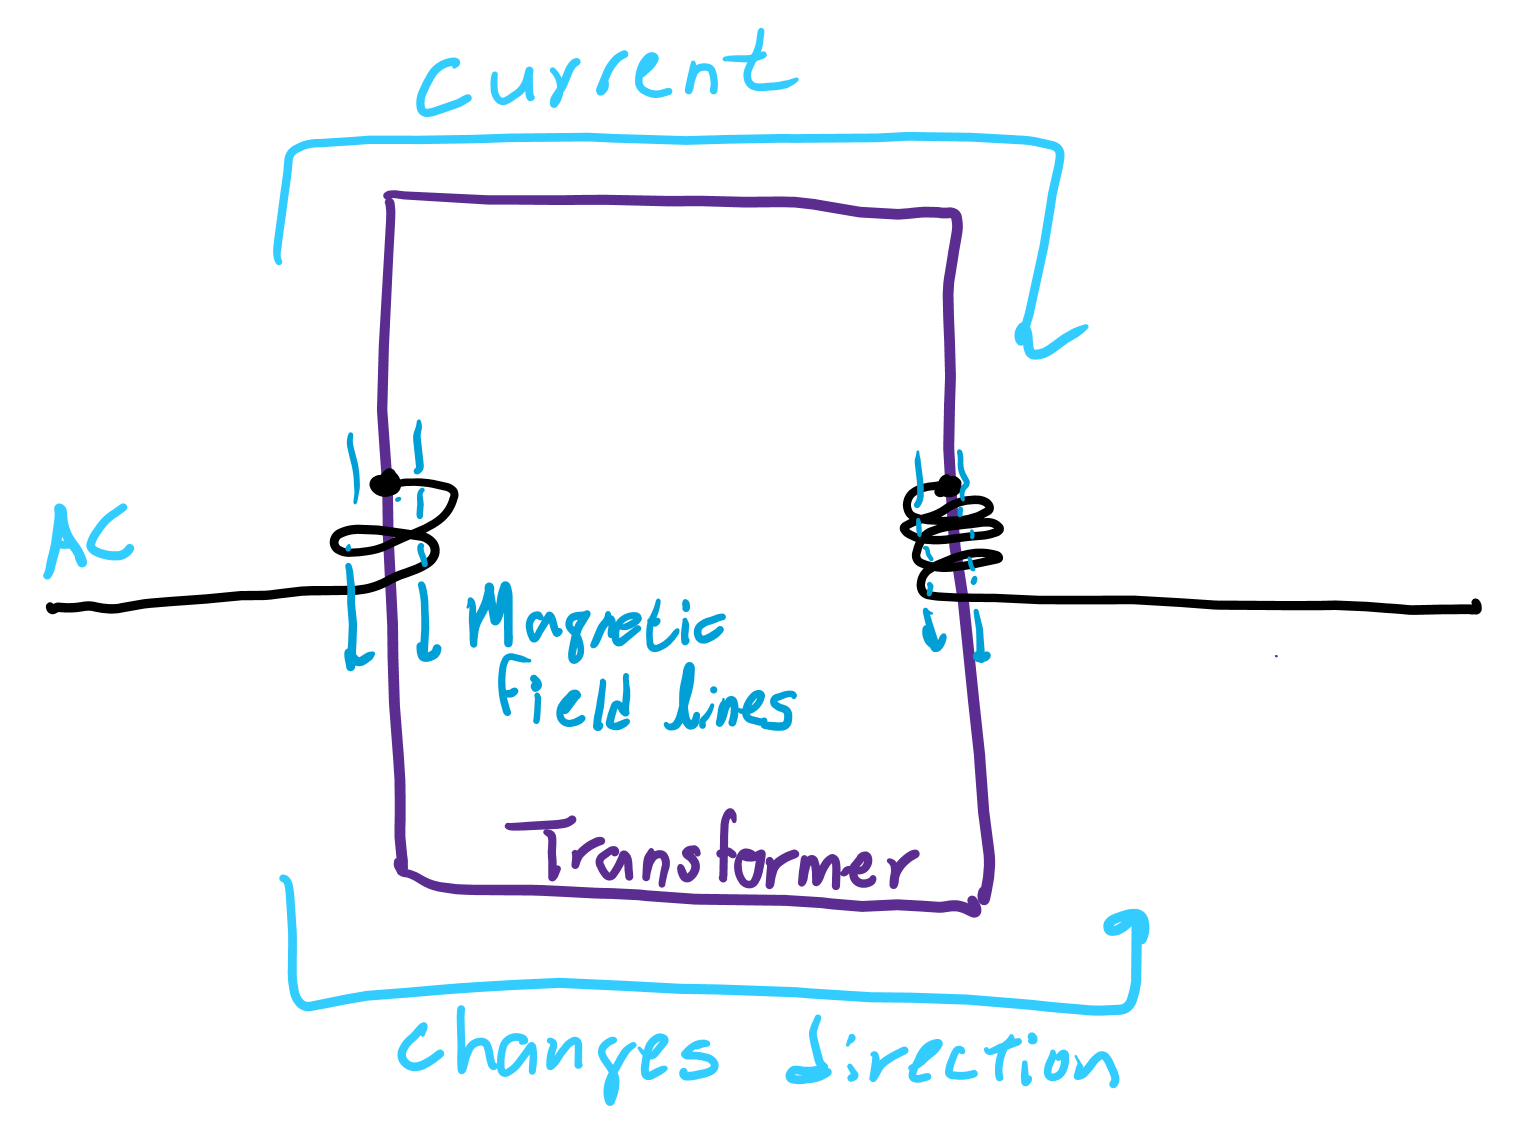 Current
AC
Magnetic
field lines
Transformer
changes direction